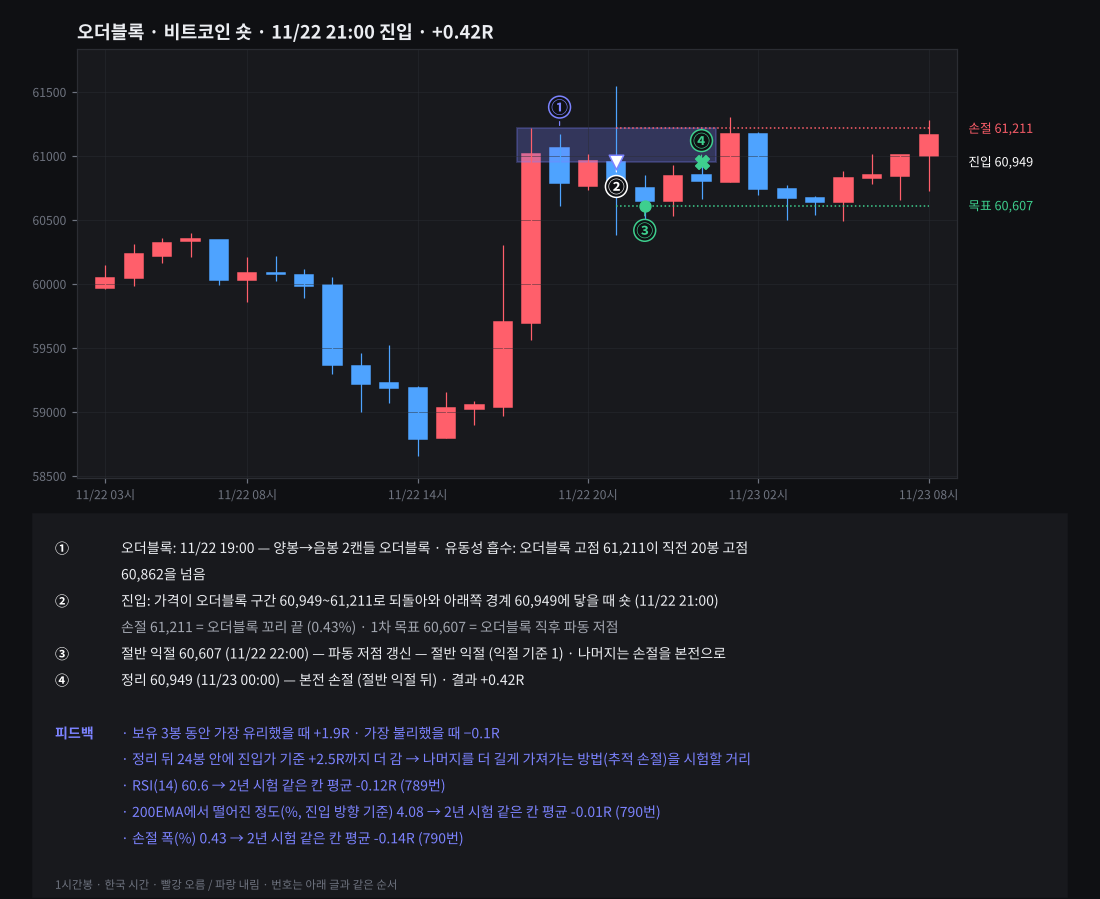 오더블록 · 비트코인 숏 · 11/22 21:00 진입 · +0.42R
61500
61000
60500
60000
59500
59000
58500
①
②
③
④
손절 61,211
진입 60,949
목표 60,607
11/22 03시
11/22 08시
11/22 14시
11/22 20시
11/23 02시
11/23 08시
① 오더블록: 11/22 19:00 — 양봉→음봉 2캔들 오더블록 · 유동성 흡수: 오더블록 고점 61,211이 직전 20봉 고점
60,862을 넘음
② 진입: 가격이 오더블록 구간 60,949~61,211로 되돌아와 아래쪽 경계 60,949에 닿을 때 숏 (11/22 21:00)
손절 61,211 = 오더블록 꼬리 끝 (0.43%) · 1차 목표 60,607 = 오더블록 직후 파동 저점
③ 절반 익절 60,607 (11/22 22:00) — 파동 저점 갱신 — 절반 익절 (익절 기준 1) · 나머지는 손절을 본전으로
④ 정리 60,949 (11/23 00:00) — 본전 손절 (절반 익절 뒤) · 결과 +0.42R
피드백 · 보유 3봉 동안 가장 유리했을 때 +1.9R · 가장 불리했을 때 −0.1R
· 정리 뒤 24봉 안에 진입가 기준 +2.5R까지 더 감 → 나머지를 더 길게 가져가는 방법(추적 손절)을 시험할 거리
· RSI(14) 60.6 → 2년 시험 같은 칸 평균 -0.12R (789번)
· 200EMA에서 떨어진 정도(%, 진입 방향 기준) 4.08 → 2년 시험 같은 칸 평균 -0.01R (790번)
· 손절 폭(%) 0.43 → 2년 시험 같은 칸 평균 -0.14R (790번)
1시간봉 · 한국 시간 · 빨강 오름 / 파랑 내림 · 번호는 아래 글과 같은 순서